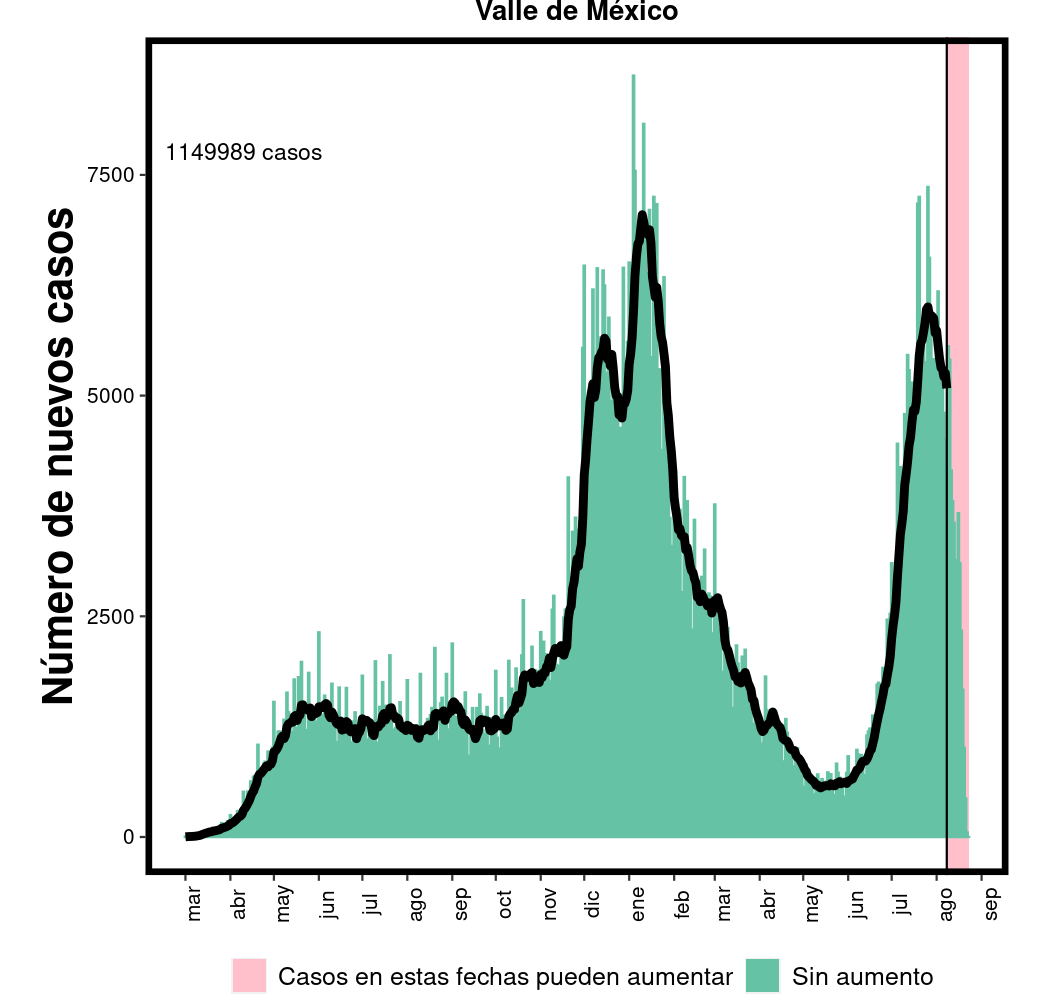 Valle de México
1149989 casos
Número de nuevos casos
7500
5000
2500
0
mar abr may jun jul ago sep oct nov dic ene feb mar abr may jun jul ago sep
Casos en estas fechas pueden aumentar Sin aumento